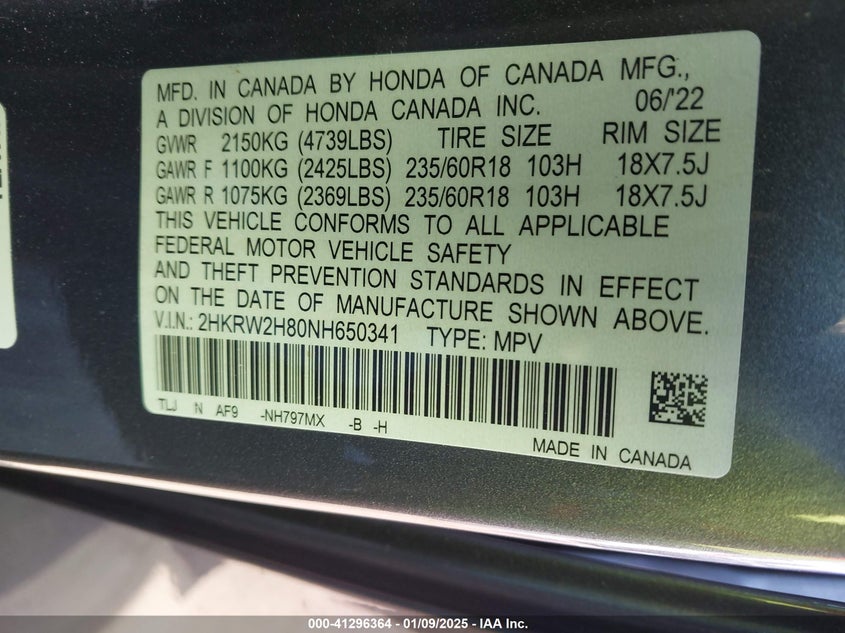 MFD. IN CANADA BY HONDA OF CANADA MFG.,
A DIVISION OF HONDA CANADA INC. 06/'22
GVWR 2150KG (4739LBS) TIRE SIZE RIM SIZE
GAWR F 1100KG (2425LBS) 235/60R18 103H 18X7.5J
GAWR R 1075KG (2369LBS) 235/60R18 103H 18X7.5J
THIS VEHICLE CONFORMS TO ALL APPLICABLE
FEDERAL MOTOR VEHICLE SAFETY
AND THEFT PREVENTION STANDARDS IN EFFECT
ON THE DATE OF MANUFACTURE SHOWN ABOVE.
V.I.N.: 2HKRW2H80NH650341 TYPE: MPV
TLJ N AF9 -NH797MX -B -H
MADE IN CANADA
000-41296364 - 01/09/2025 - IAA Inc.